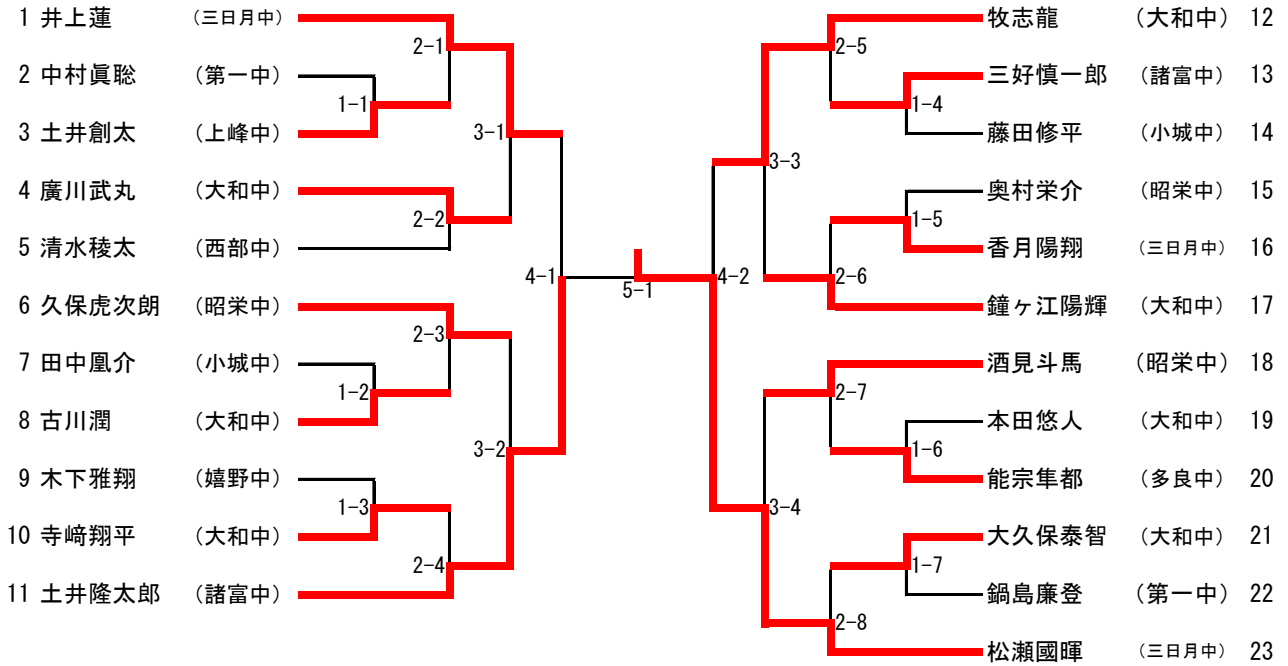 1 井上蓮 （三日月中）
2 中村眞聡 （第一中）
3 土井創太 （上峰中）
4 廣川武丸 （大和中）
5 清水稜太 （西部中）
6 久保虎次朗 （昭栄中）
7 田中凰介 （小城中）
8 古川潤 （大和中）
9 木下雅翔 （嬉野中）
10 寺﨑翔平 （大和中）
11 土井隆太郎 （諸富中）
2-1
1-1
3-1
2-2
4-1
2-3
1-2
3-2
1-3
2-4
5-1
2-5
1-4
3-3
1-5
4-2
2-6
2-7
1-6
3-4
1-7
2-8
牧志龍 （大和中） 12
三好慎一郎 （諸富中） 13
藤田修平 （小城中） 14
奥村栄介 （昭栄中） 15
香月陽翔 （三日月中） 16
鐘ヶ江陽輝 （大和中） 17
酒見斗馬 （昭栄中） 18
本田悠人 （大和中） 19
能宗隼都 （多良中） 20
大久保泰智 （大和中） 21
鍋島廉登 （第一中） 22
松瀬國暉 （三日月中） 23